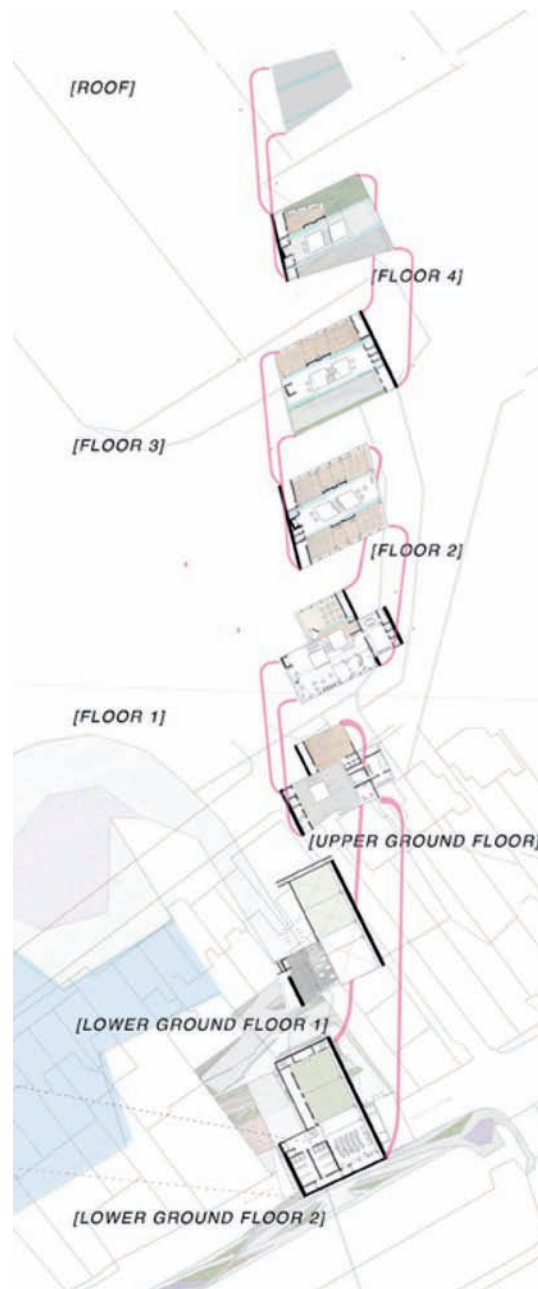 [ROOF]
[FLOOR 4]
[FLOOR 3]
[FLOOR 2]
[FLOOR 1]
[UPPER GROUND FLOOR]
[LOWER GROUND FLOOR 1]
[LOWER GROUND FLOOR 2]